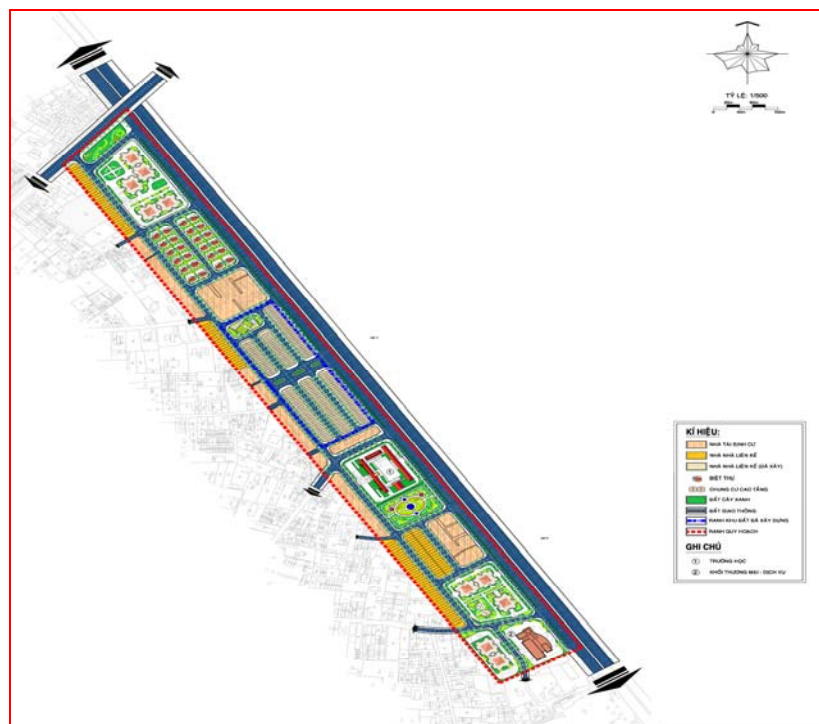 TỶ LỆ: 1/500
KÍ HIỆU:
NHÀ TÁI ĐỊNH CƯ
NHÀ NHÀ LIÊN KẾ
NHÀ NHÀ LIÊN KẾ (ĐÃ XÂY)
BIỆT THỰ
CHUNG CƯ CAO TẦNG
ĐẤT CÂY XANH
ĐẤT GIAO THÔNG
RANH KHU ĐẤT ĐÃ XÂY DỰNG
RANH QUY HOẠCH
GHI CHÚ
1 TRƯỜNG HỌC
2 KHỐI THƯƠNG MẠI - DỊCH VỤ